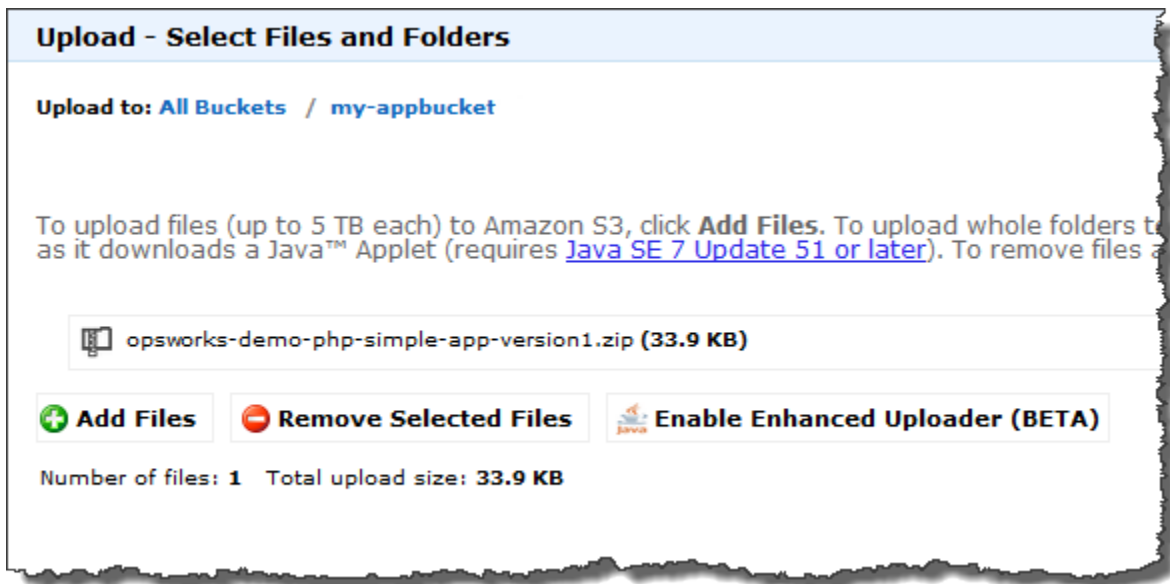 Upload - Select Files and Folders
Upload to: All Buckets / my-appbucket
To upload files (up to 5 TB each) to Amazon S3, click Add Files. To upload whole folders
as it downloads a Java™ Applet (requires Java SE 7 Update 51 or later). To remove files
opsworks-demo-php-simple-app-version1.zip (33.9 KB)
Add Files Remove Selected Files Java Enable Enhanced Uploader (BETA)
Number of files: 1 Total upload size: 33.9 KB